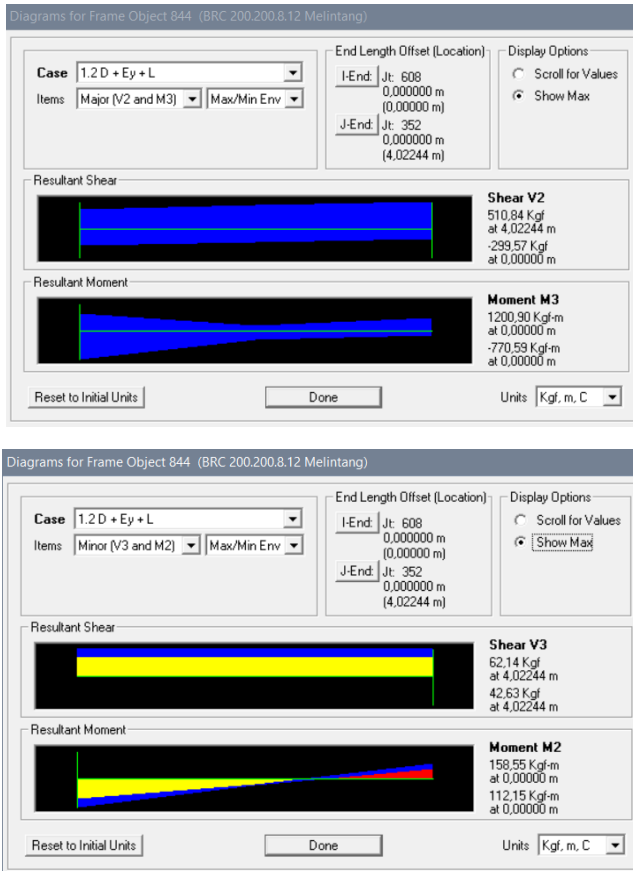 Diagrams for Frame Object 844 (BRC 200.200.8.12 Melintang)
Case 1.2 D + Ey + L
Items Major (V2 and M3) Max/Min Env
End Length Offset (Location)
I-End: Jt: 608
0,000000 m
(0,00000 m)
J-End: Jt: 352
0,000000 m
(4,02244 m)
Display Options
Scroll for Values
Show Max
Resultant Shear
Shear V2
510,84 Kgf
at 4,02244 m
-299,57 Kgf
at 0,00000 m
Resultant Moment
Moment M3
1200,90 Kgf-m
at 0,00000 m
-770,59 Kgf-m
at 0,00000 m
Reset to Initial Units Done Units Kgf, m, C
Diagrams for Frame Object 844 (BRC 200.200.8.12 Melintang)
Case 1.2 D + Ey + L
Items Minor (V3 and M2) Max/Min Env
End Length Offset (Location)
I-End: Jt: 608
0,000000 m
(0,00000 m)
J-End: Jt: 352
0,000000 m
(4,02244 m)
Display Options
Scroll for Values
Show Max
Resultant Shear
Shear V3
62,14 Kgf
at 4,02244 m
42,63 Kgf
at 4,02244 m
Resultant Moment
Moment M2
158,55 Kgf-m
at 0,00000 m
112,15 Kgf-m
at 0,00000 m
Reset to Initial Units Done Units Kgf, m, C